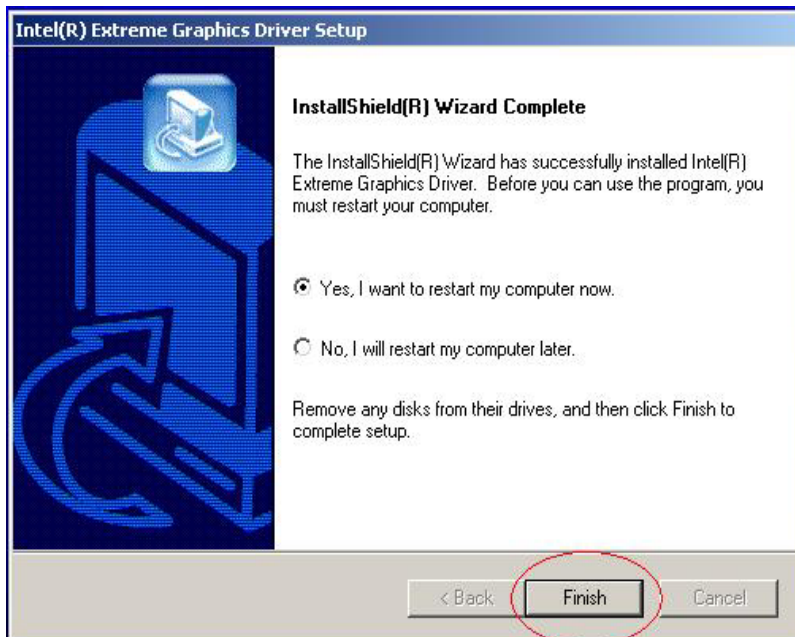 Intel(R) Extreme Graphics Driver Setup
InstallShield(R) Wizard Complete
The InstallShield(R) Wizard has successfully installed Intel(R)
Extreme Graphics Driver.  Before you can use the program, you
must restart your computer.
Yes, I want to restart my computer now.
No, I will restart my computer later.
Remove any disks from their drives, and then click Finish to
complete setup.
< Back
Finish
Cancel